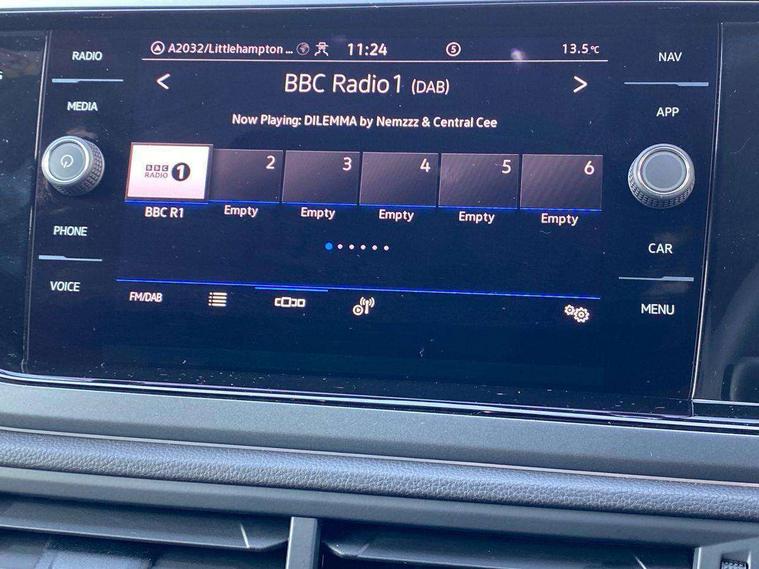 RADIO
MEDIA
PHONE
VOICE
A2032/Littlehampton ... 11:24 5 13.5°C
< BBC Radio1 (DAB) >
Now Playing: DILEMMA by Nemzzz & Central Cee
BBC RADIO 1 2 3 4 5 6
BBC R1 Empty Empty Empty Empty Empty
FM/DAB
NAV
APP
CAR
MENU